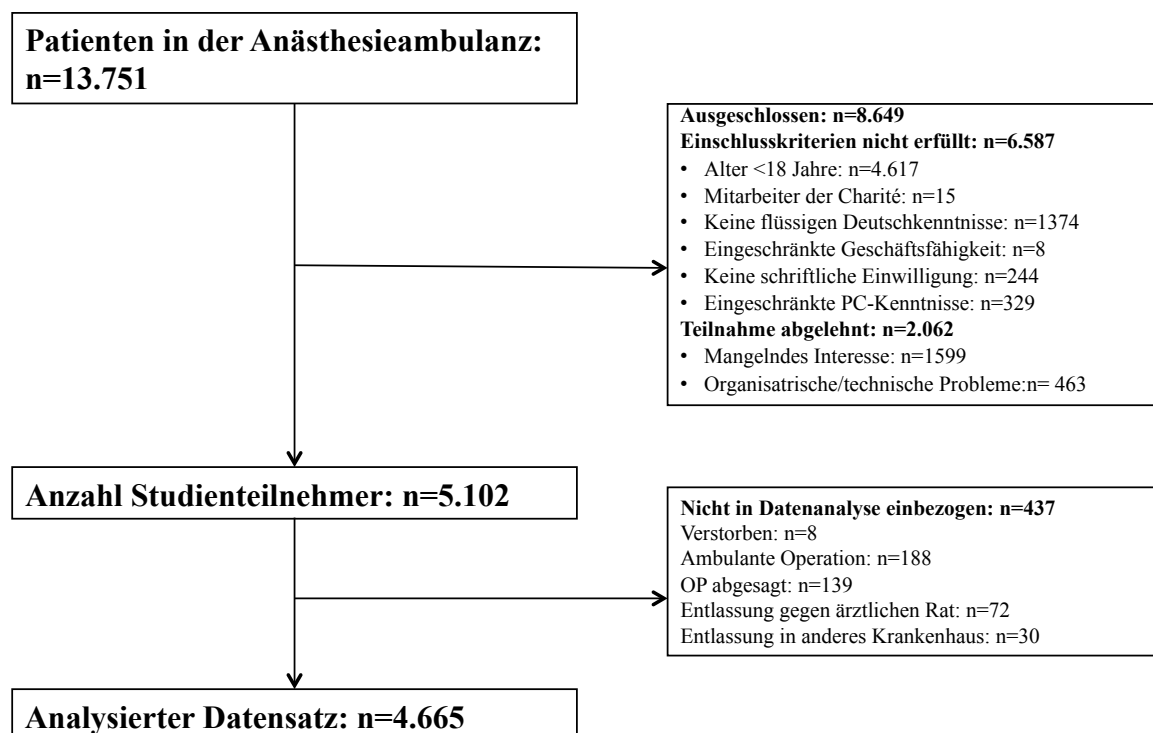 Patienten in der Anästhesieambulanz:
n=13.751
Ausgeschlossen: n=8.649
Einschlusskriterien nicht erfüllt: n=6.587
• Alter <18 Jahre: n=4.617
• Mitarbeiter der Charité: n=15
• Keine flüssigen Deutschkenntnisse: n=1374
• Eingeschränkte Geschäftsfähigkeit: n=8
• Keine schriftliche Einwilligung: n=244
• Eingeschränkte PC-Kenntnisse: n=329
Teilnahme abgelehnt: n=2.062
• Mangelndes Interesse: n=1599
• Organisatrische/technische Probleme:n= 463
Anzahl Studienteilnehmer: n=5.102
Nicht in Datenanalyse einbezogen: n=437
Verstorben: n=8
Ambulante Operation: n=188
OP abgesagt: n=139
Entlassung gegen ärztlichen Rat: n=72
Entlassung in anderes Krankenhaus: n=30
Analysierter Datensatz: n=4.665